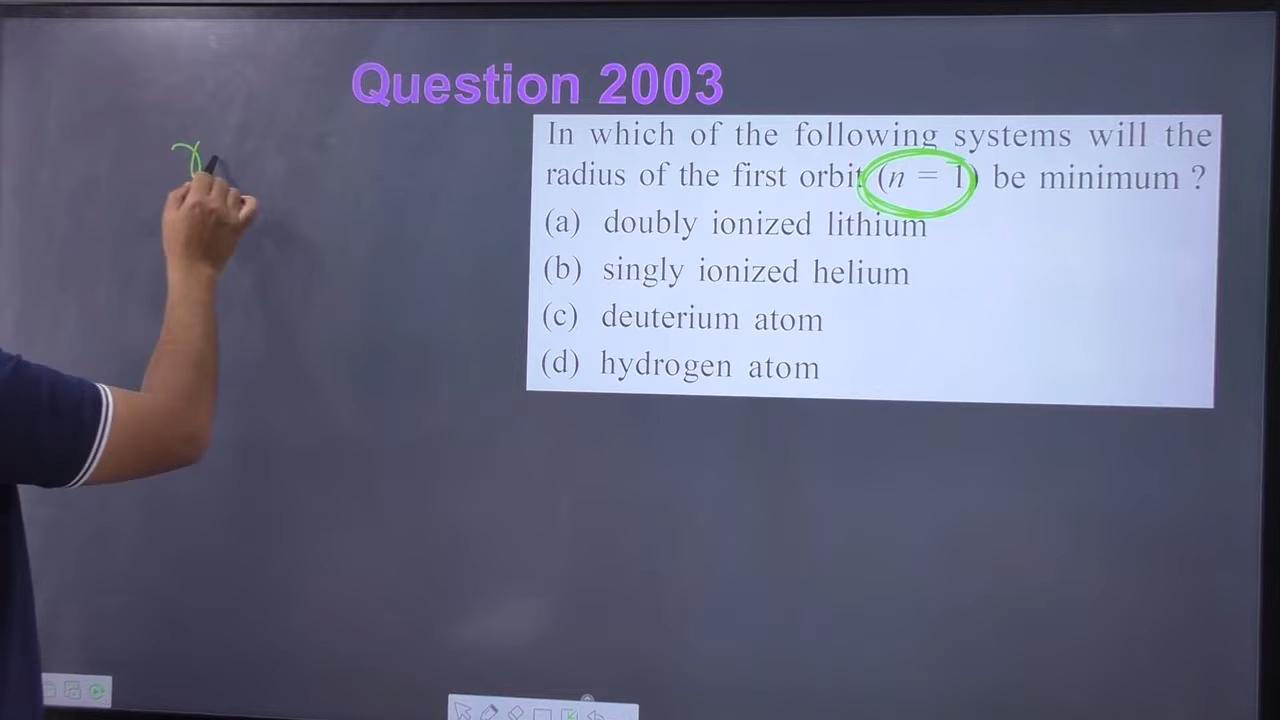 Question 2003
In which of the following systems will the
radius of the first orbit (n = 1) be minimum ?
(a) doubly ionized lithium
(b) singly ionized helium
(c) deuterium atom
(d) hydrogen atom